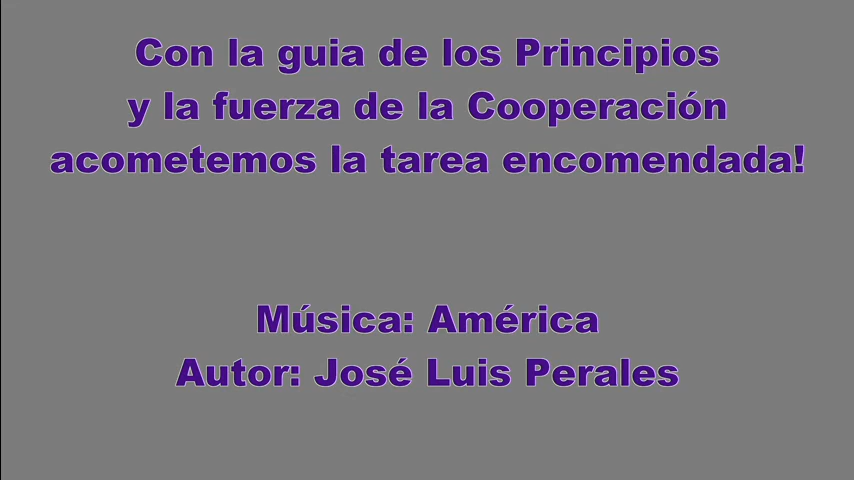 Con la guia de los Principios
y la fuerza de la Cooperación
acometemos la tarea encomendada!
Música: América
Autor: José Luis Perales